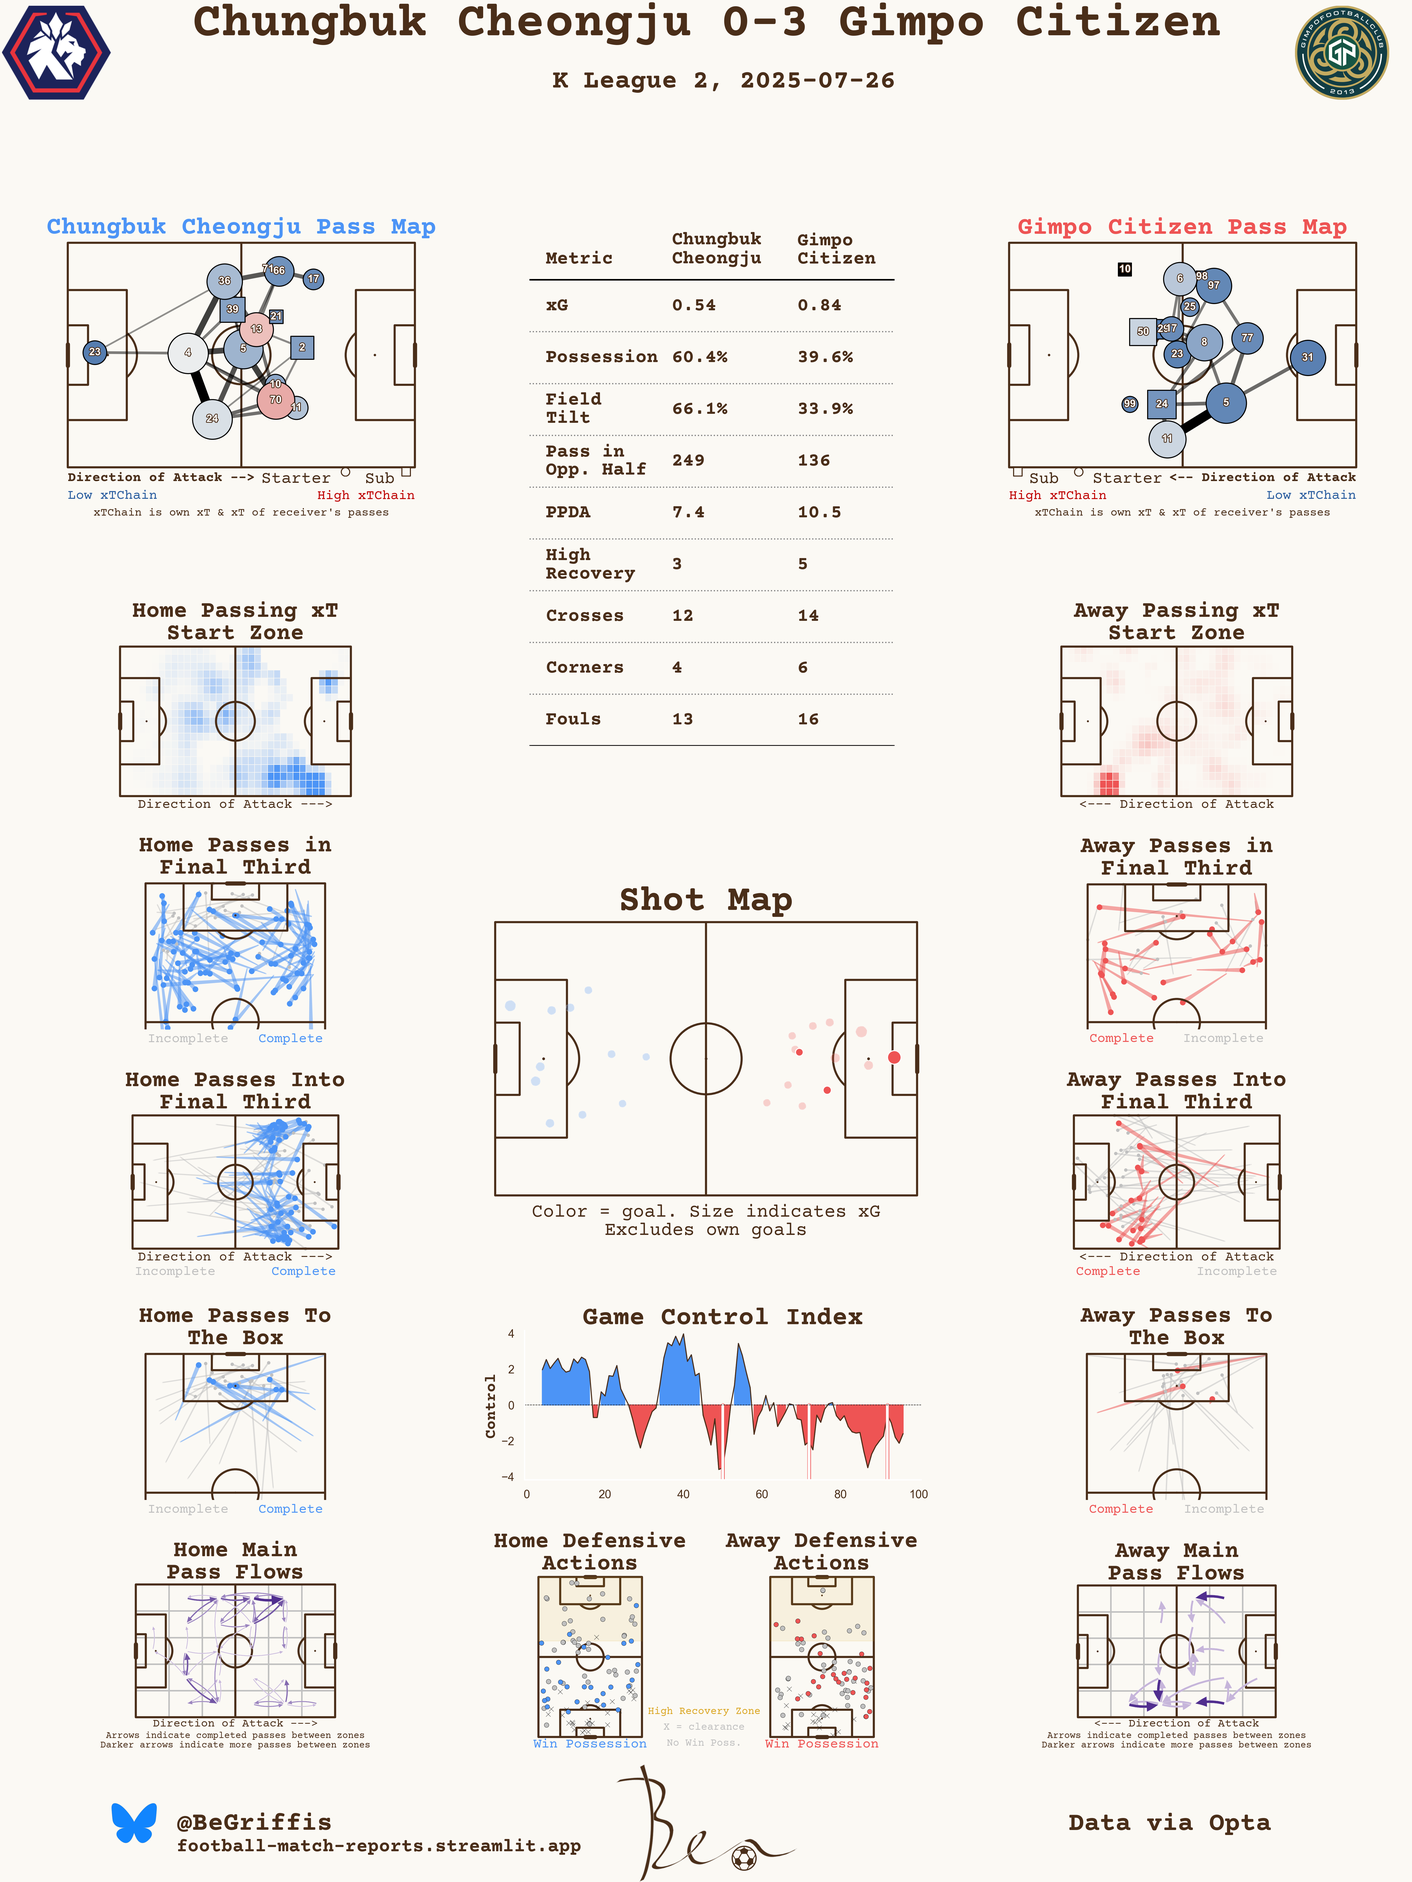 Chungbuk Cheongju 0-3 Gimpo Citizen
K League 2, 2025-07-26
GIMPOFOOTBALLCLUB
GP
2013
Chungbuk Cheongju Pass Map
36
71
66
17
39
21
13
23
4
5
2
10
70
11
24
Direction of Attack --> Starter Sub
Low xTChain High xTChain
xTChain is own xT & xT of receiver's passes
Metric Chungbuk Cheongju Gimpo Citizen
xG 0.54 0.84
Possession 60.4% 39.6%
Field Tilt 66.1% 33.9%
Pass in Opp. Half 249 136
PPDA 7.4 10.5
High Recovery 3 5
Crosses 12 14
Corners 4 6
Fouls 13 16
Gimpo Citizen Pass Map
10
6
98
97
25
50
29
17
8
77
23
31
99
24
5
11
Sub Starter <-- Direction of Attack
High xTChain Low xTChain
xTChain is own xT & xT of receiver's passes
Home Passing xT
Start Zone
Direction of Attack --->
Away Passing xT
Start Zone
<--- Direction of Attack
Home Passes in
Final Third
Incomplete Complete
Away Passes in
Final Third
Complete Incomplete
Shot Map
Color = goal. Size indicates xG
Excludes own goals
Home Passes Into
Final Third
Direction of Attack --->
Incomplete Complete
Away Passes Into
Final Third
<--- Direction of Attack
Complete Incomplete
Home Passes To
The Box
Incomplete Complete
Game Control Index
Control
4
2
0
−2
−4
0 20 40 60 80 100
Away Passes To
The Box
Complete Incomplete
Home Main
Pass Flows
Direction of Attack --->
Arrows indicate completed passes between zones
Darker arrows indicate more passes between zones
Home Defensive
Actions
Win Possession
High Recovery Zone
X = clearance
No Win Poss.
Away Defensive
Actions
Win Possession
Away Main
Pass Flows
<--- Direction of Attack
Arrows indicate completed passes between zones
Darker arrows indicate more passes between zones
@BeGriffis
football-match-reports.streamlit.app
Ben
Data via Opta